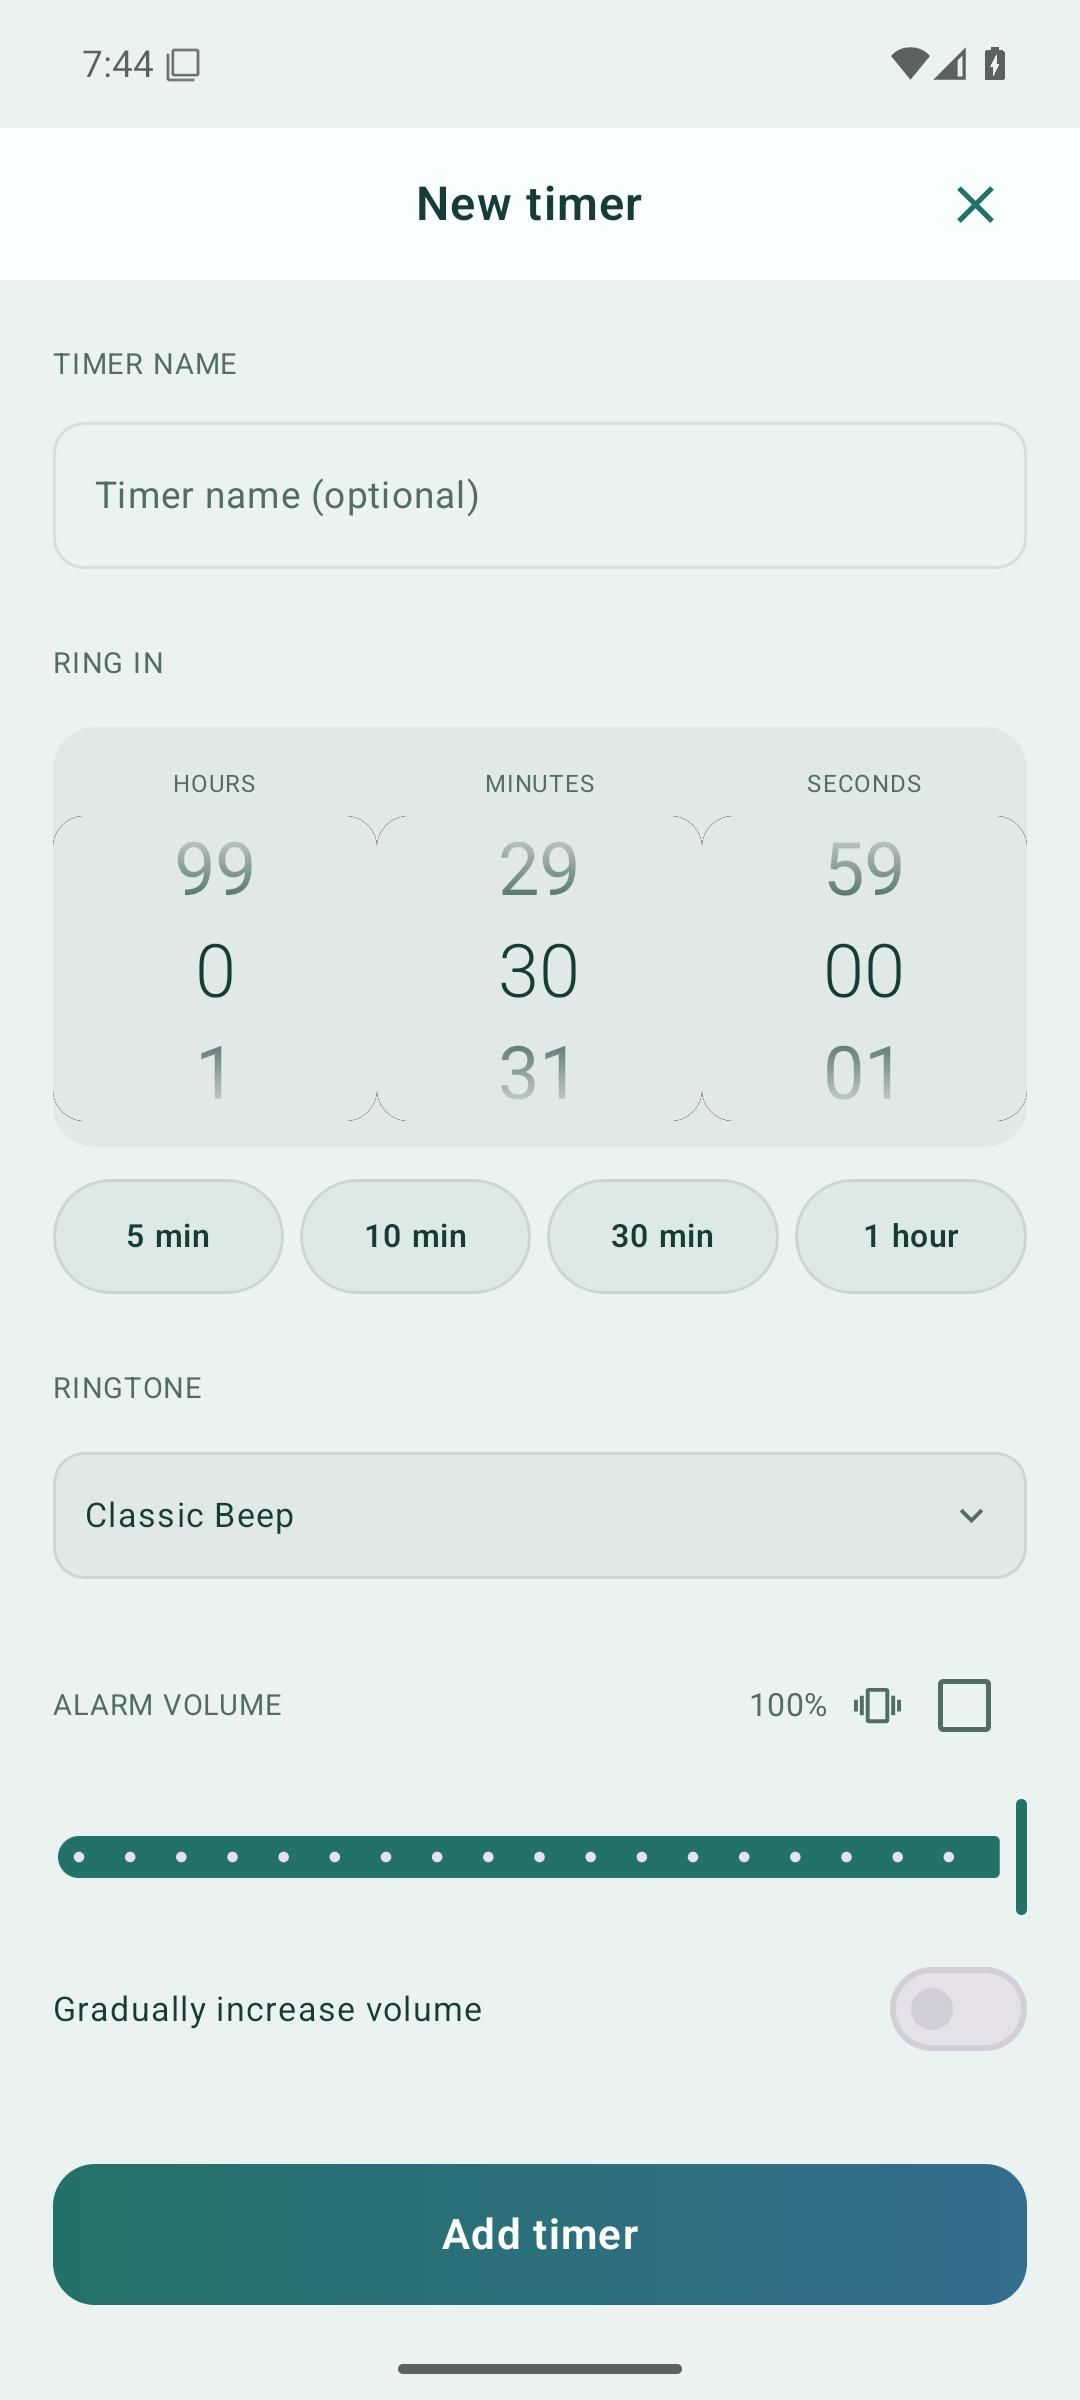 7:44
New timer
TIMER NAME
Timer name (optional)
RING IN
HOURS MINUTES SECONDS
99 29 59
0 30 00
1 31 01
5 min 10 min 30 min 1 hour
RINGTONE
Classic Beep
ALARM VOLUME 100%
Gradually increase volume
Add timer